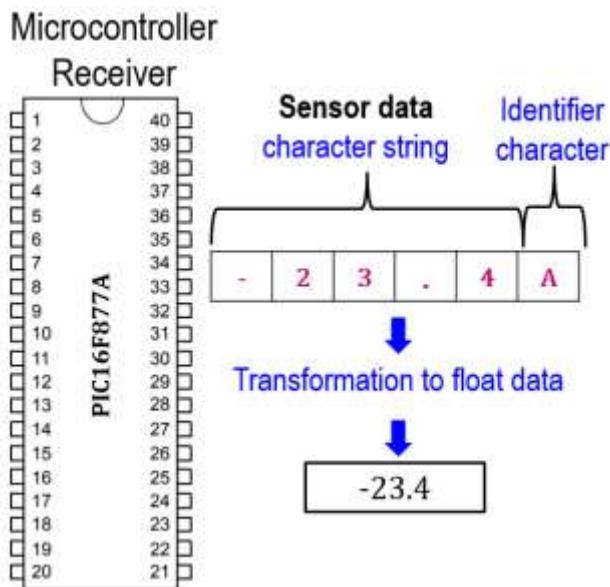 Microcontroller
Receiver
Sensor data
character string
Identifier
character
1 40
2 39
3 38
4 37
5 36
6 35
7 34
8 33
9 32
10 31
11 30
12 29
13 28
14 27
15 26
16 25
17 24
18 23
19 22
20 21
PIC16F877A
- 2 3 . 4 A
Transformation to float data
-23.4